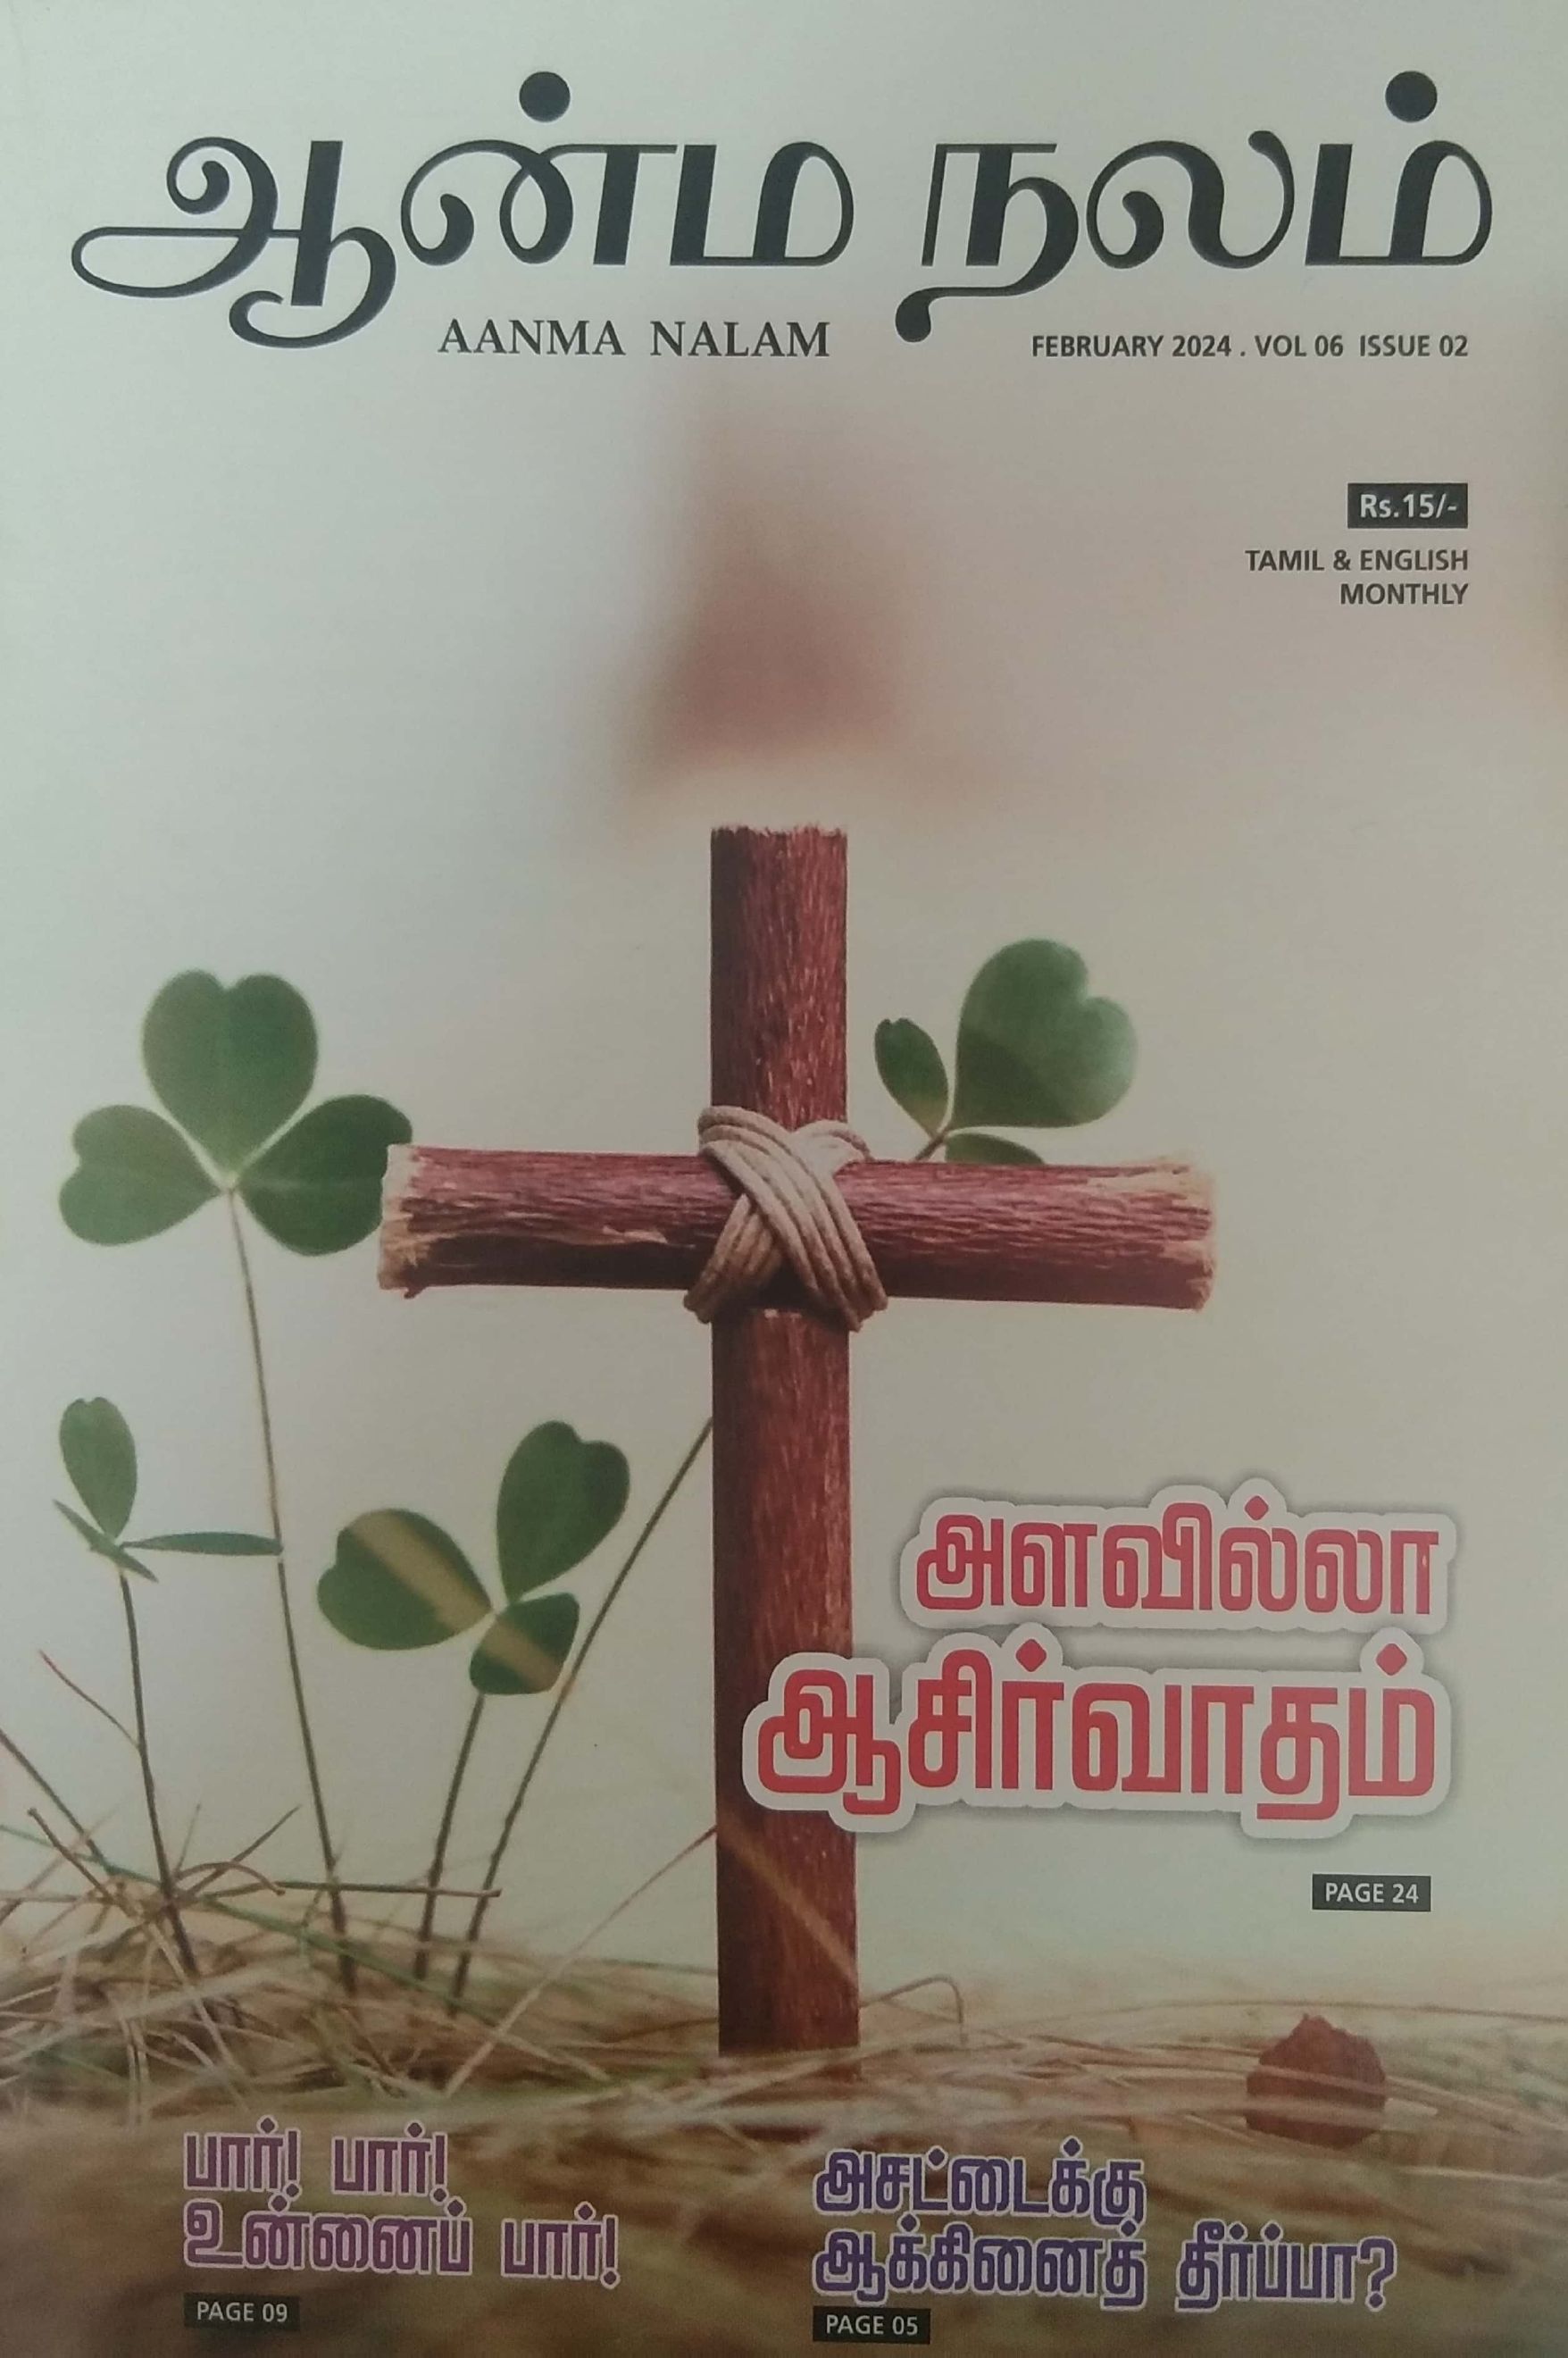 ஆன்ம நலம்
AANMA NALAM
FEBRUARY 2024 . VOL 06 ISSUE 02
Rs.15/-
TAMIL & ENGLISH
MONTHLY
அளவில்லா
ஆசிர்வாதம்
PAGE 24
பார்! பார்!
உன்னைப் பார்!
PAGE 09
அசட்டைக்கு
ஆக்கினைத் தீர்ப்பா?
PAGE 05